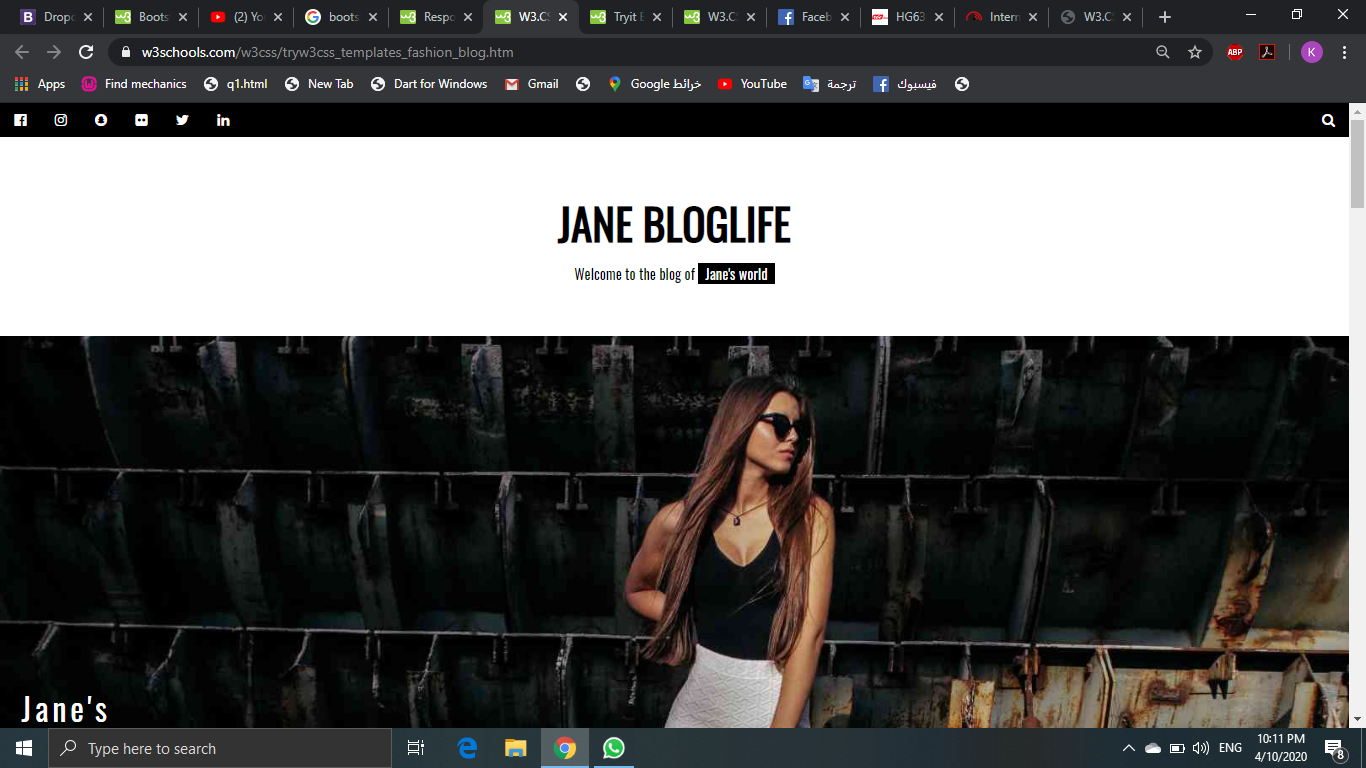 Dropd
Boots
(2) Yo
boots
Respo
W3.CS
Tryit E
W3.CS
Faceb
HG63
Intern
W3.CS
w3schools.com/w3css/tryw3css_templates_fashion_blog.htm
ABP
K
Apps
Find mechanics
q1.html
New Tab
Dart for Windows
Gmail
خرائط Google
YouTube
ترجمة
فيسبوك
JANE BLOGLIFE
Welcome to the blog of Jane's world
Jane's
Type here to search
ENG
10:11 PM
4/10/2020
8